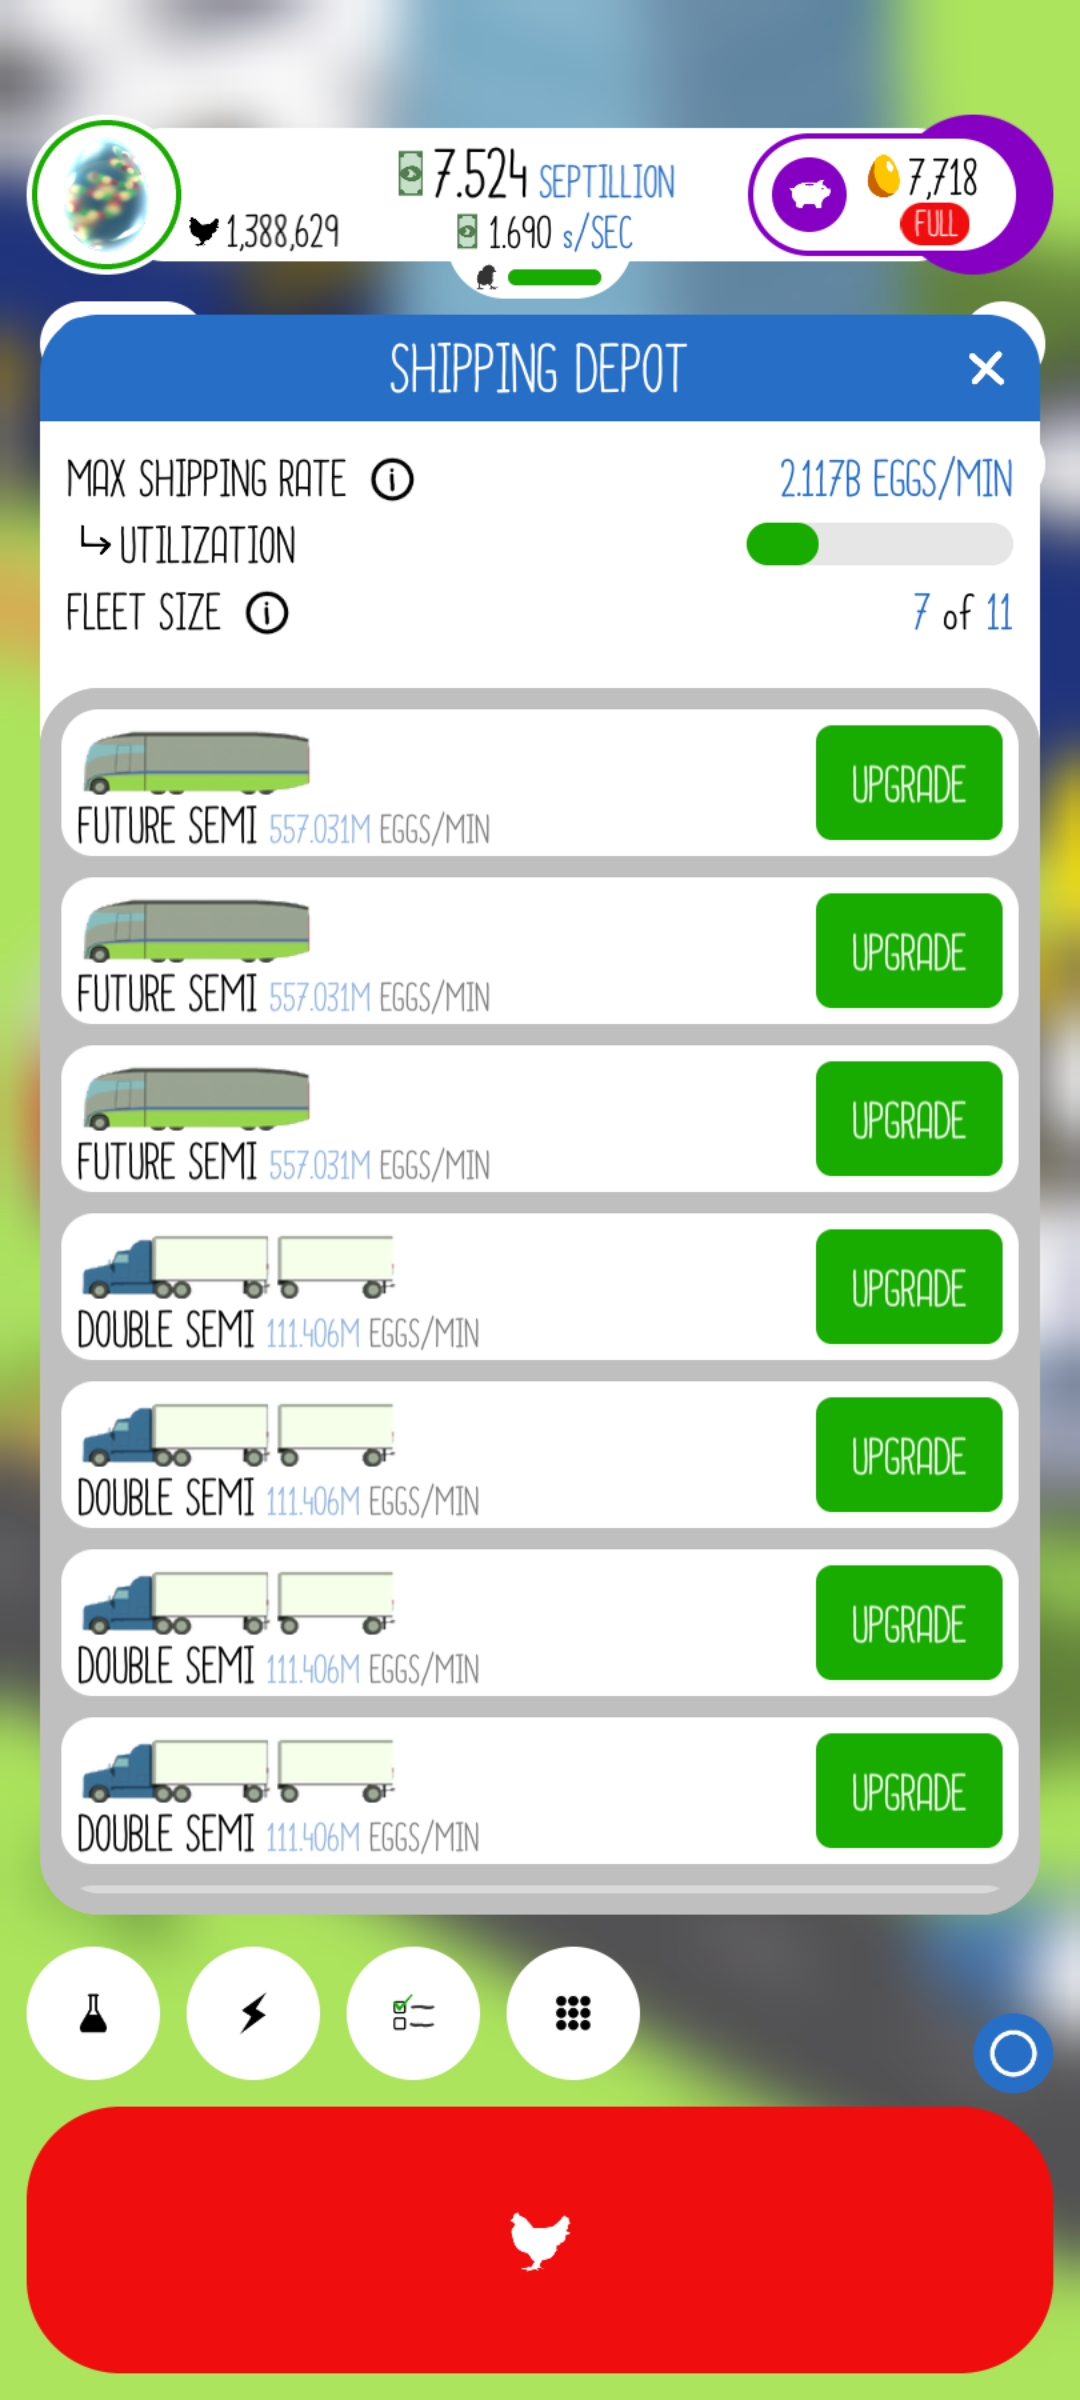 7.524 SEPTILLION
7,718
1,388,629
1.690 s/SEC
FULL
SHIPPING DEPOT
MAX SHIPPING RATE
2.117B EGGS/MIN
UTILIZATION
FLEET SIZE
7 of 11
UPGRADE
FUTURE SEMI 557.031M EGGS/MIN
UPGRADE
FUTURE SEMI 557.031M EGGS/MIN
UPGRADE
FUTURE SEMI 557.031M EGGS/MIN
UPGRADE
DOUBLE SEMI 111.406M EGGS/MIN
UPGRADE
DOUBLE SEMI 111.406M EGGS/MIN
UPGRADE
DOUBLE SEMI 111.406M EGGS/MIN
UPGRADE
DOUBLE SEMI 111.406M EGGS/MIN